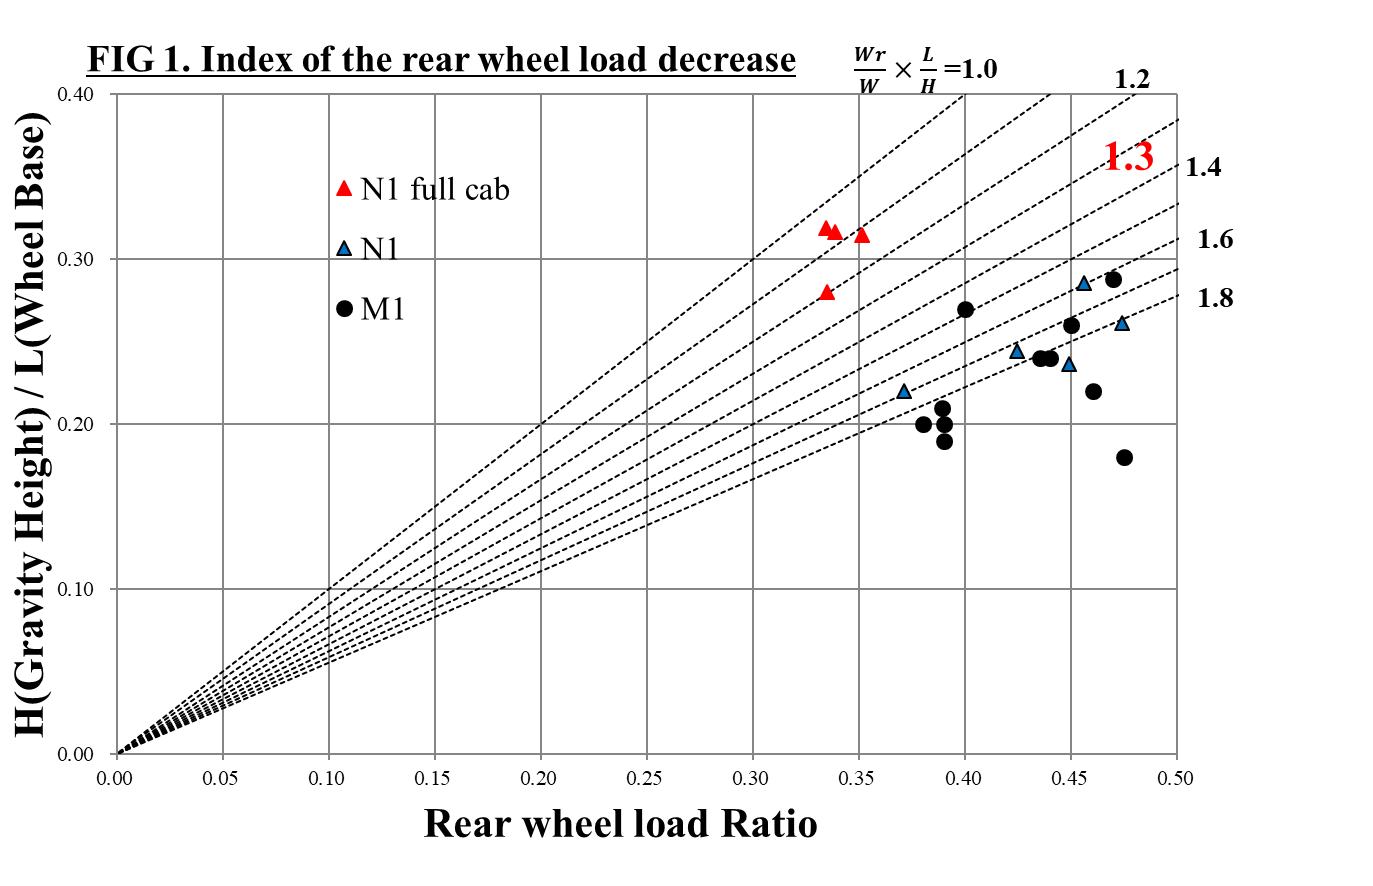 FIG 1. Index of the rear wheel load decrease
Wr/W × L/H =1.0
1.2
1.3
1.4
1.6
1.8
N1 full cab
N1
M1
H(Gravity Height) / L(Wheel Base)
0.40
0.30
0.20
0.10
0.00
0.00 0.05 0.10 0.15 0.20 0.25 0.30 0.35 0.40 0.45 0.50
Rear wheel load Ratio